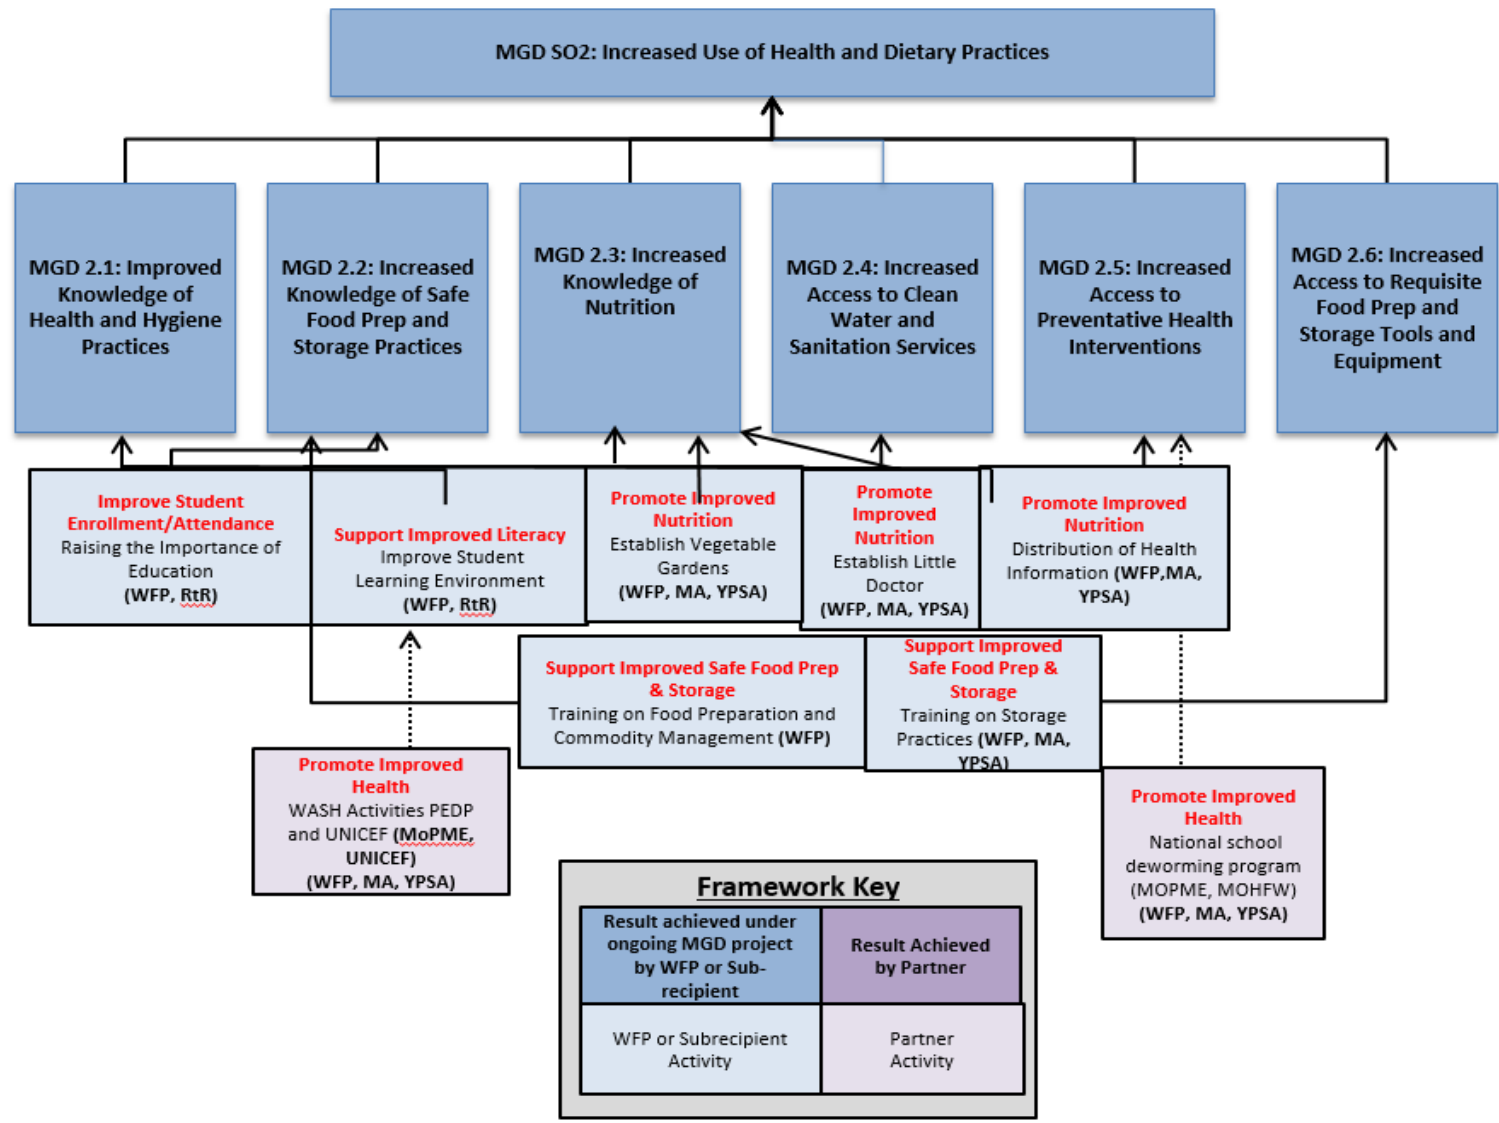 MGD SO2: Increased Use of Health and Dietary Practices
MGD 2.1: Improved
Knowledge of
Health and Hygiene
Practices
MGD 2.2: Increased
Knowledge of Safe
Food Prep and
Storage Practices
MGD 2.3: Increased
Knowledge of
Nutrition
MGD 2.4: Increased
Access to Clean
Water and
Sanitation Services
MGD 2.5: Increased
Access to
Preventative Health
Interventions
MGD 2.6: Increased
Access to Requisite
Food Prep and
Storage Tools and
Equipment
Improve Student
Enrollment/Attendance
Raising the Importance of
Education
(WFP, RtR)
Support Improved Literacy
Improve Student
Learning Environment
(WFP, RtR)
Promote Improved
Nutrition
Establish Vegetable
Gardens
(WFP, MA, YPSA)
Promote
Improved
Nutrition
Establish Little
Doctor
(WFP, MA, YPSA)
Promote Improved
Nutrition
Distribution of Health
Information (WFP,MA,
YPSA)
Support Improved Safe Food Prep
& Storage
Training on Food Preparation and
Commodity Management (WFP)
Support Improved
Safe Food Prep &
Storage
Training on Storage
Practices (WFP, MA,
YPSA)
Promote Improved
Health
WASH Activities PEDP
and UNICEF (MoPME,
UNICEF)
(WFP, MA, YPSA)
Promote Improved
Health
National school
deworming program
(MOPME, MOHFW)
(WFP, MA, YPSA)
Framework Key
Result achieved under
ongoing MGD project
by WFP or Sub-
recipient
Result Achieved
by Partner
WFP or Subrecipient
Activity
Partner
Activity